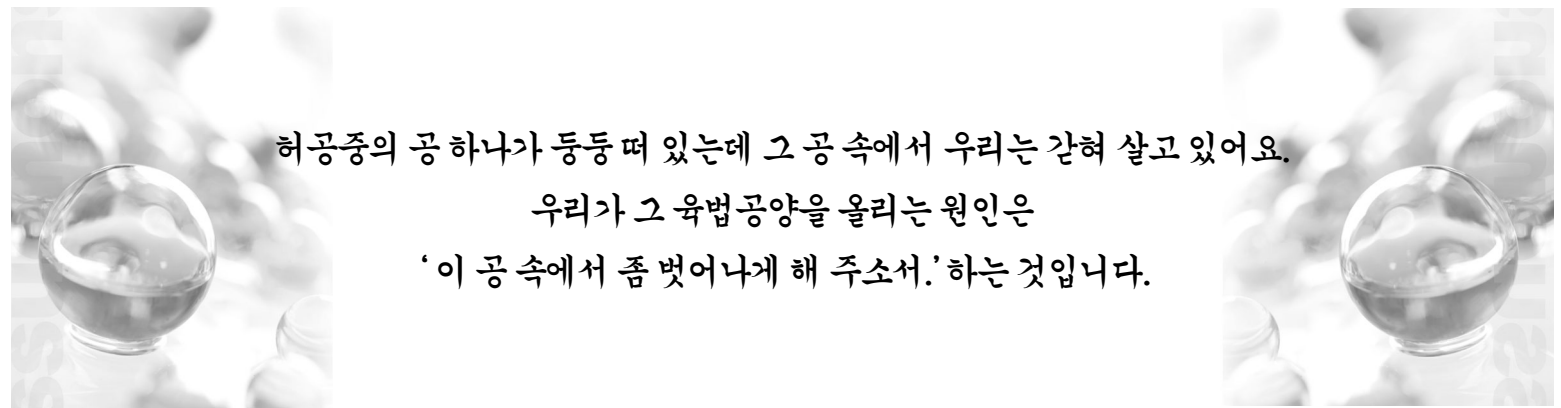 허공중의 공 하나가 둥둥 떠 있는데 그 공 속에서 우리는 갇혀 살고 있어요.
우리가 그 육법공양을 올리는 원인은
‘이 공 속에서 좀 벗어나게 해 주소서.’하는 것입니다.